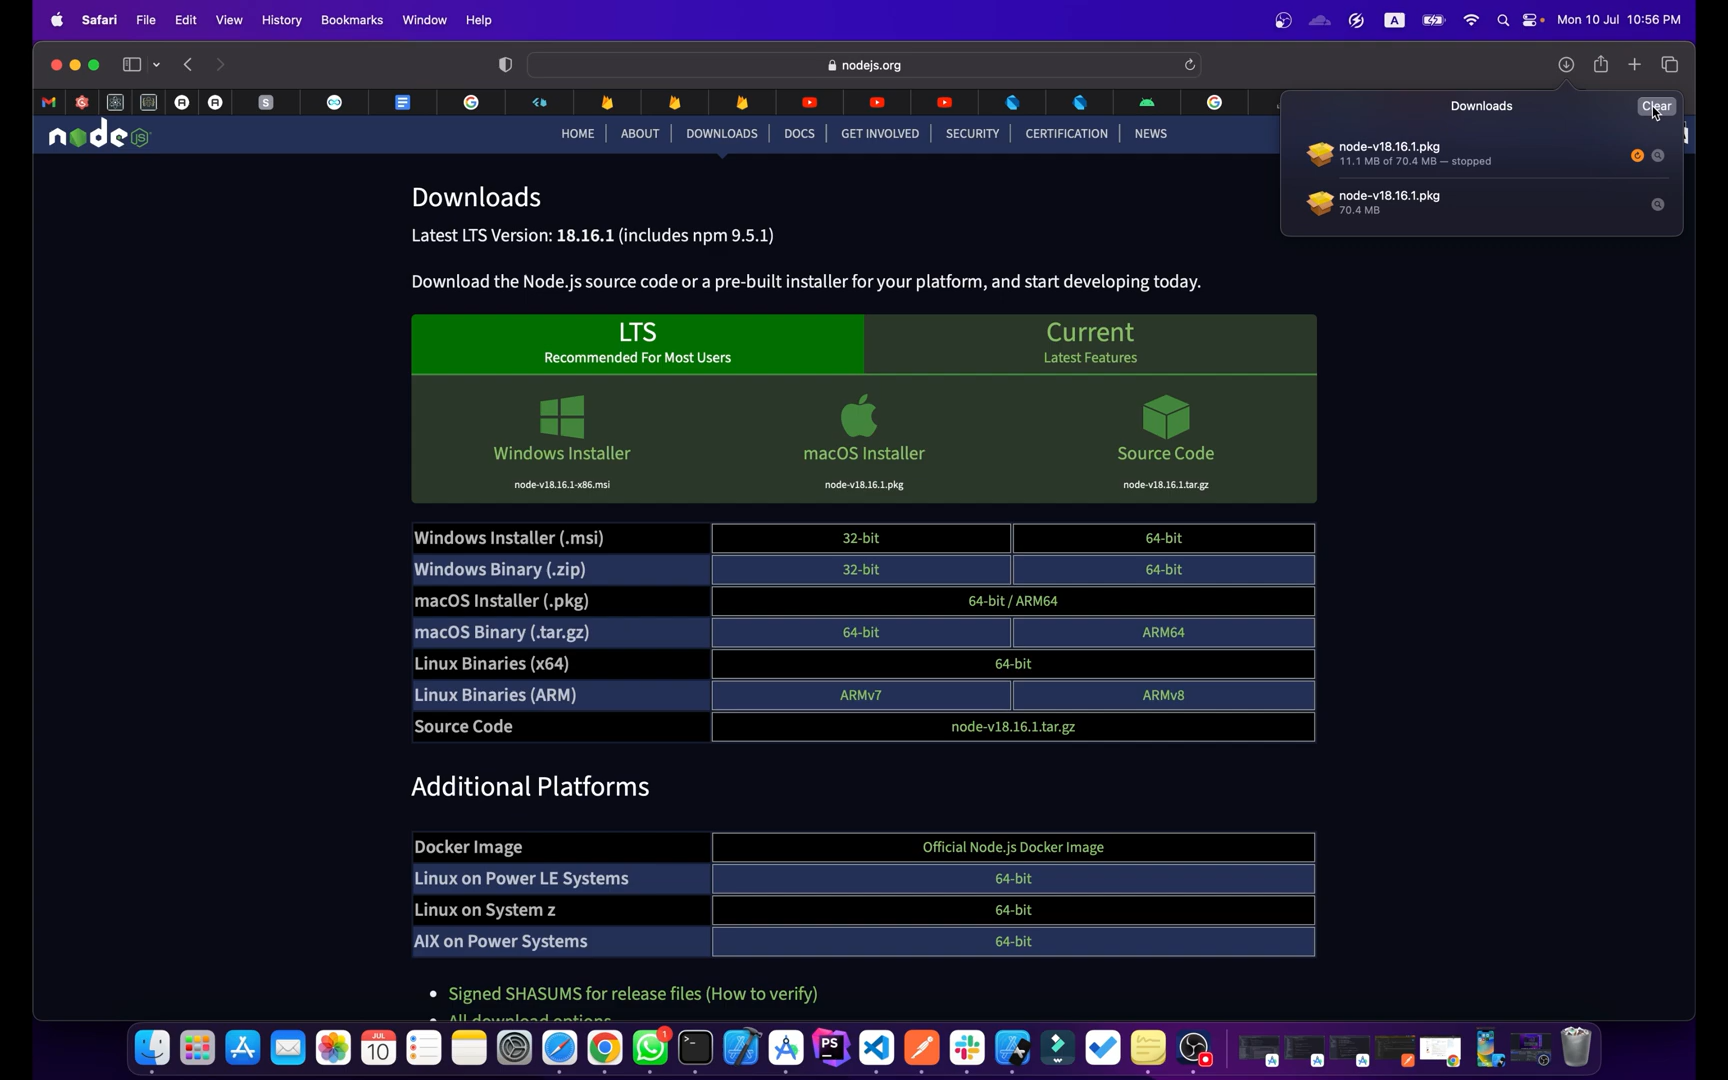 Safari File Edit View History Bookmarks Window Help
A
Mon 10 Jul 10:56 PM
nodejs.org
S
Downloads
Clear
node-v18.16.1.pkg
11.1 MB of 70.4 MB — stopped
node-v18.16.1.pkg
70.4 MB
node JS
HOME | ABOUT | DOWNLOADS | DOCS | GET INVOLVED | SECURITY | CERTIFICATION | NEWS
Downloads
Latest LTS Version: 18.16.1 (includes npm 9.5.1)
Download the Node.js source code or a pre-built installer for your platform, and start developing today.
LTS
Recommended For Most Users
Current
Latest Features
Windows Installer
node-v18.16.1-x86.msi
macOS Installer
node-v18.16.1.pkg
Source Code
node-v18.16.1.tar.gz
Windows Installer (.msi) 32-bit 64-bit
Windows Binary (.zip) 32-bit 64-bit
macOS Installer (.pkg) 64-bit / ARM64
macOS Binary (.tar.gz) 64-bit ARM64
Linux Binaries (x64) 64-bit
Linux Binaries (ARM) ARMv7 ARMv8
Source Code node-v18.16.1.tar.gz
Additional Platforms
Docker Image Official Node.js Docker Image
Linux on Power LE Systems 64-bit
Linux on System z 64-bit
AIX on Power Systems 64-bit
• Signed SHASUMS for release files (How to verify)
• All download options
JUL
10
1
PS